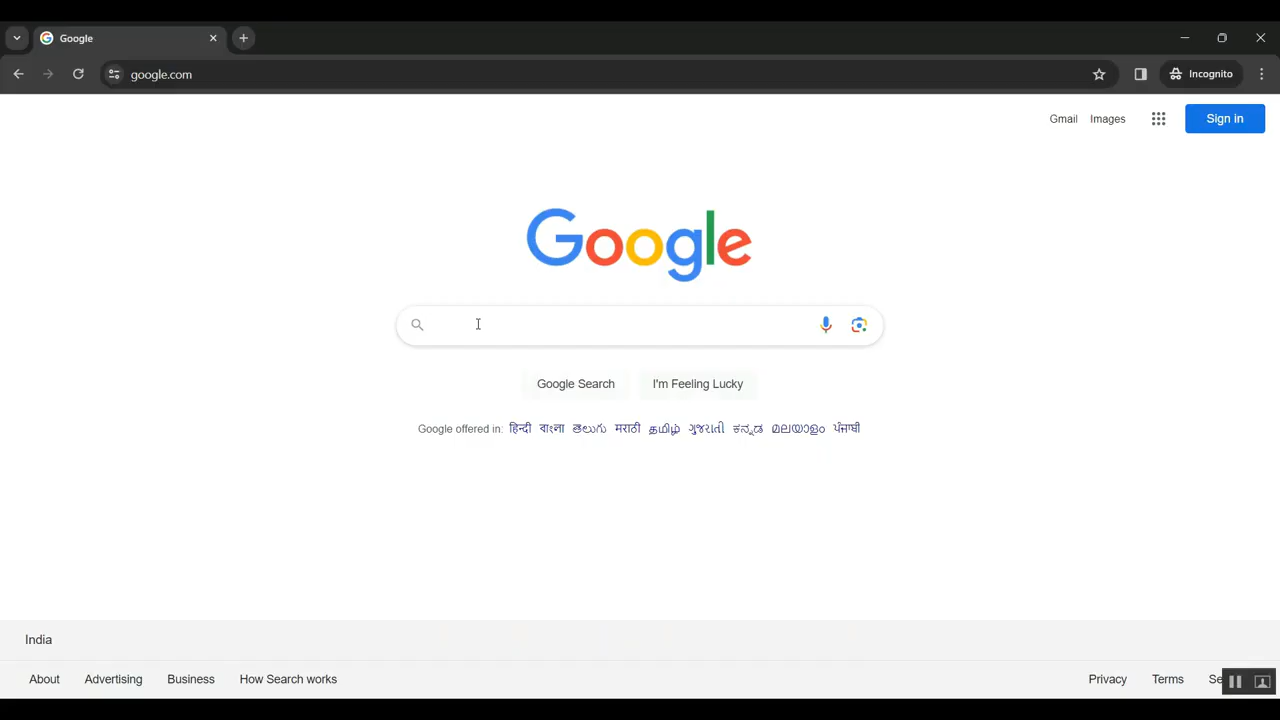 Google
google.com
Incognito
Gmail Images Sign in
Google
Google Search I'm Feeling Lucky
Google offered in: हिन्दी বাংলা తెలుగు मराठी தமிழ் ગુજરાતી ಕನ್ನಡ മലയാളം ਪੰਜਾਬੀ
India
About Advertising Business How Search works Privacy Terms